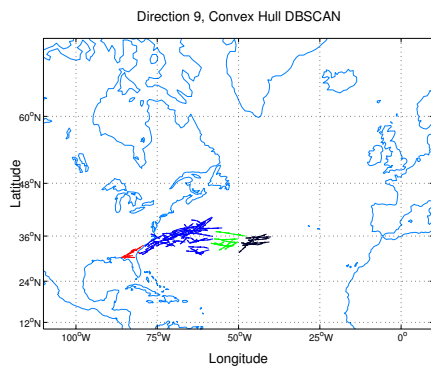 Direction 9, Convex Hull DBSCAN
Latitude
60°N
48°N
36°N
24°N
12°N
100°W
75°W
50°W
25°W
0°
Longitude